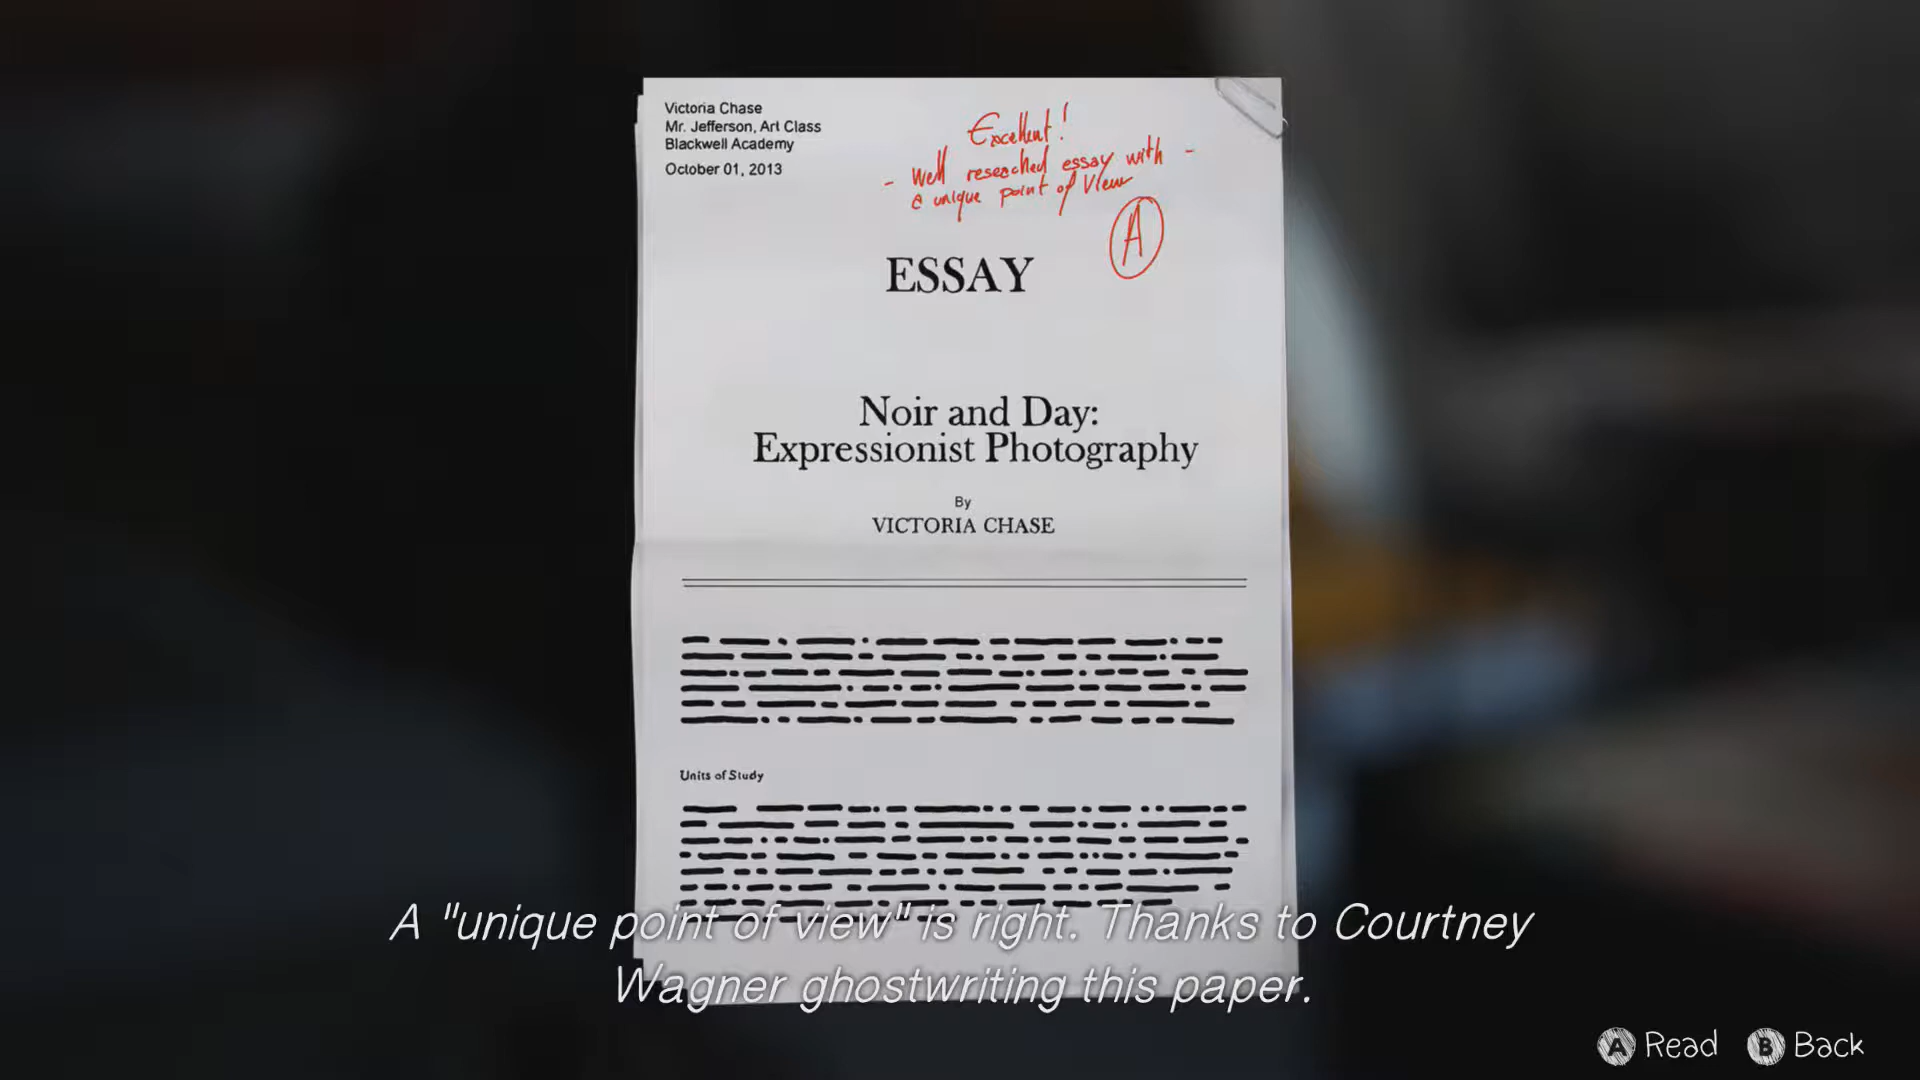 Victoria Chase
Mr. Jefferson, Art Class
Blackwell Academy
October 01, 2013
Excellent!
- Well reseached essay with -
a unique point of View
A
ESSAY
Noir and Day:
Expressionist Photography
By
VICTORIA CHASE
Units of Study
A "unique point of view" is right. Thanks to Courtney
Wagner ghostwriting this paper.
A Read B Back